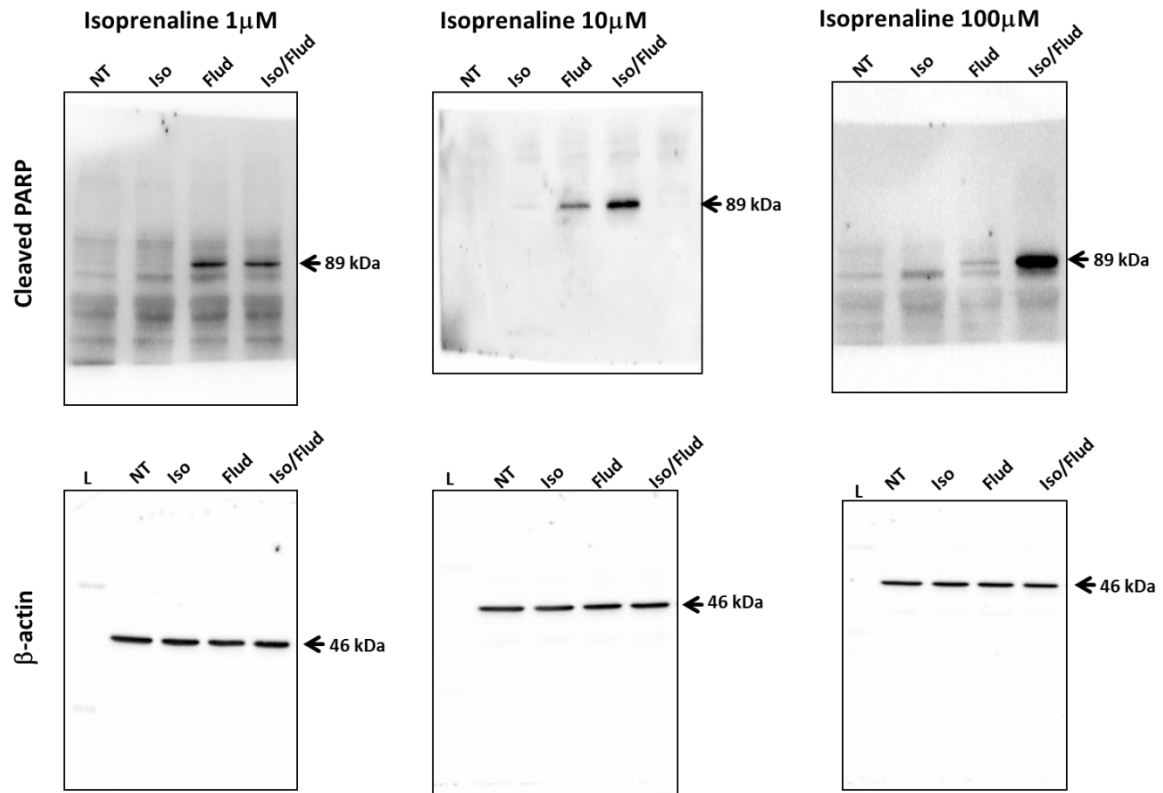 Isoprenaline 1μM
Isoprenaline 10μM
Isoprenaline 100μM
NT Iso Flud Iso/Flud
NT Iso Flud Iso/Flud
NT Iso Flud Iso/Flud
Cleaved PARP
89 kDa
89 kDa
89 kDa
L NT Iso Flud Iso/Flud
L NT Iso Flud Iso/Flud
L NT Iso Flud Iso/Flud
β-actin
46 kDa
46 kDa
46 kDa